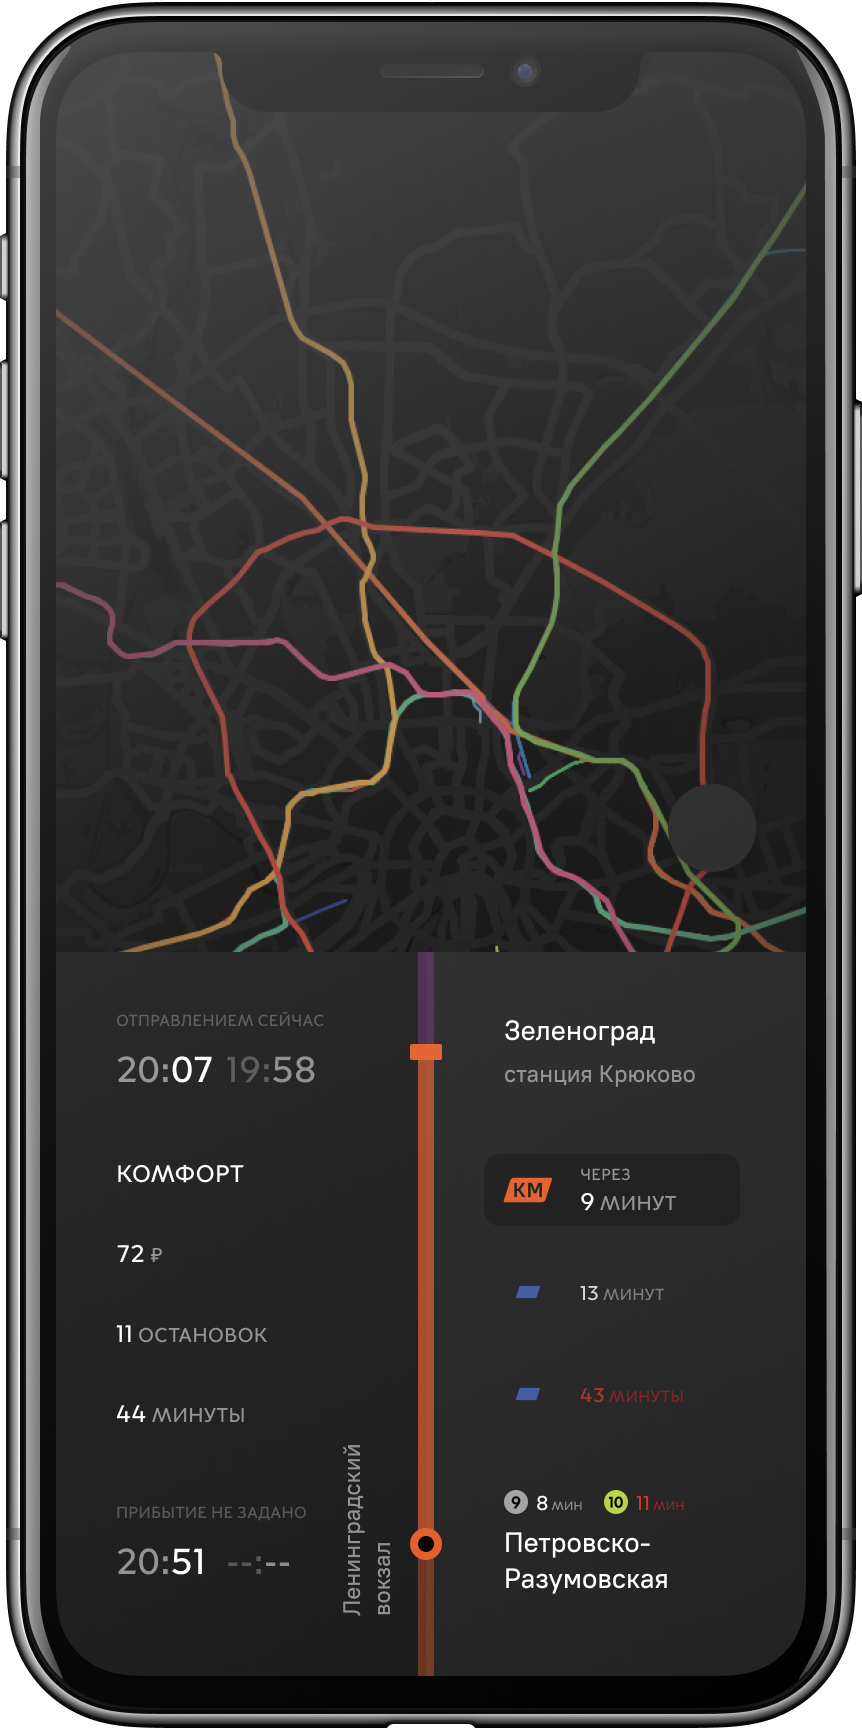 ОТПРАВЛЕНИЕМ СЕЙЧАС
20:07 19:58
КОМФОРТ
72 ₽
11 ОСТАНОВОК
44 МИНУТЫ
ПРИБЫТИЕ НЕ ЗАДАНО
20:51 --:--
Ленинградский
вокзал
Зеленоград
станция Крюково
КМ
ЧЕРЕЗ
9 МИНУТ
13 МИНУТ
43 МИНУТЫ
9 8 МИН 10 11 МИН
Петровско-
Разумовская